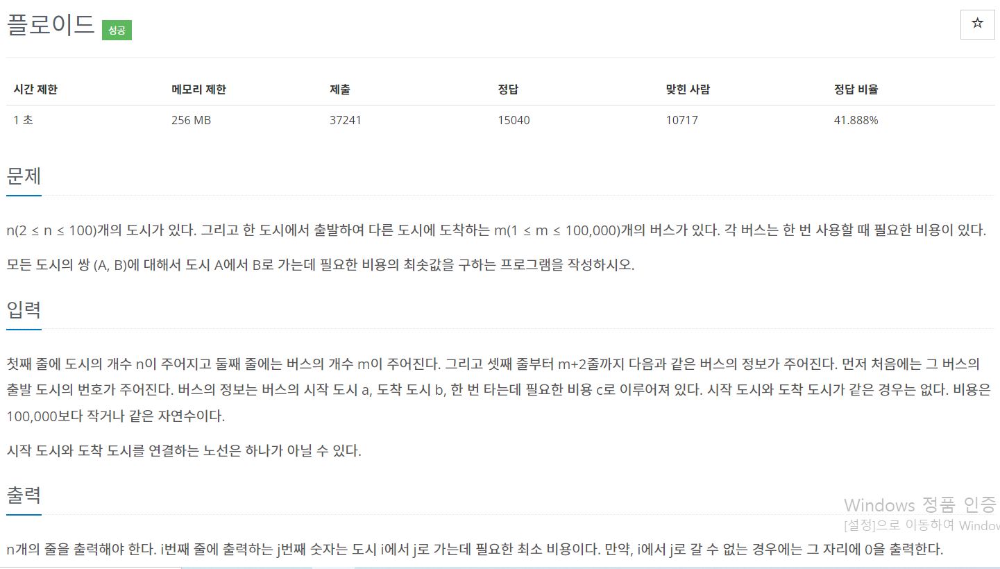 플로이드 성공
☆
시간 제한 메모리 제한 제출 정답 맞힌 사람 정답 비율
1 초 256 MB 37241 15040 10717 41.888%
문제
n(2 ≤ n ≤ 100)개의 도시가 있다. 그리고 한 도시에서 출발하여 다른 도시에 도착하는 m(1 ≤ m ≤ 100,000)개의 버스가 있다. 각 버스는 한 번 사용할 때 필요한 비용이 있다.
모든 도시의 쌍 (A, B)에 대해서 도시 A에서 B로 가는데 필요한 비용의 최솟값을 구하는 프로그램을 작성하시오.
입력
첫째 줄에 도시의 개수 n이 주어지고 둘째 줄에는 버스의 개수 m이 주어진다. 그리고 셋째 줄부터 m+2줄까지 다음과 같은 버스의 정보가 주어진다. 먼저 처음에는 그 버스의
출발 도시의 번호가 주어진다. 버스의 정보는 버스의 시작 도시 a, 도착 도시 b, 한 번 타는데 필요한 비용 c로 이루어져 있다. 시작 도시와 도착 도시가 같은 경우는 없다. 비용은
100,000보다 작거나 같은 자연수이다.
시작 도시와 도착 도시를 연결하는 노선은 하나가 아닐 수 있다.
출력
Windows 정품 인증
[설정]으로 이동하여 Window
n개의 줄을 출력해야 한다. i번째 줄에 출력하는 j번째 숫자는 도시 i에서 j로 가는데 필요한 최소 비용이다. 만약, i에서 j로 갈 수 없는 경우에는 그 자리에 0을 출력한다.